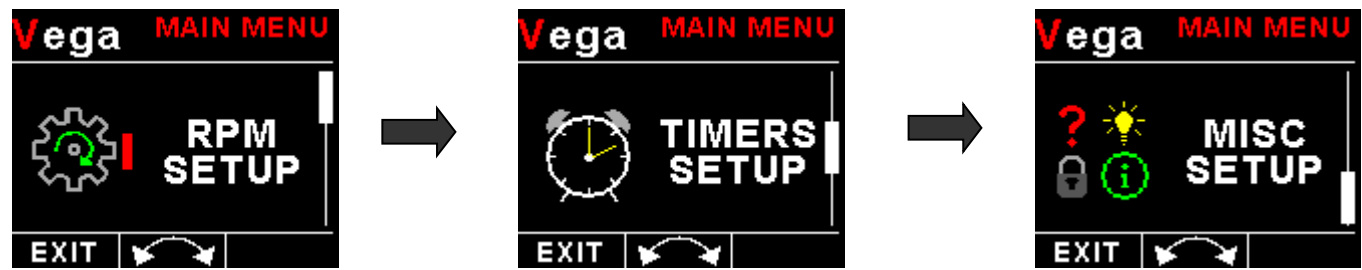 Vega MAIN MENU
RPM
SETUP
EXIT
Vega MAIN MENU
TIMERS
SETUP
EXIT
Vega MAIN MENU
? i
MISC
SETUP
EXIT